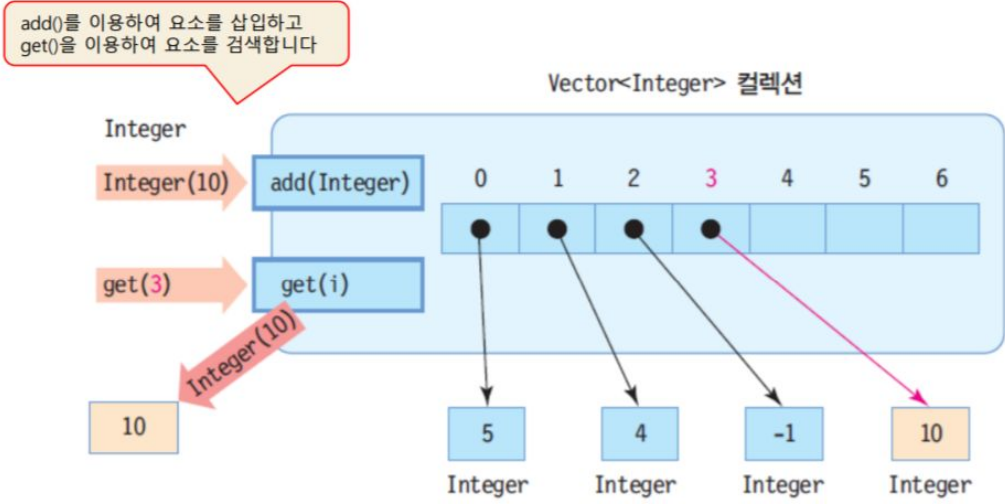 add()를 이용하여 요소를 삽입하고
get()을 이용하여 요소를 검색합니다
Vector<Integer> 컬렉션
Integer
Integer(10)
add(Integer)
0 1 2 3 4 5 6
get(3)
get(i)
Integer(10)
10
5 4 -1 10
Integer Integer Integer Integer